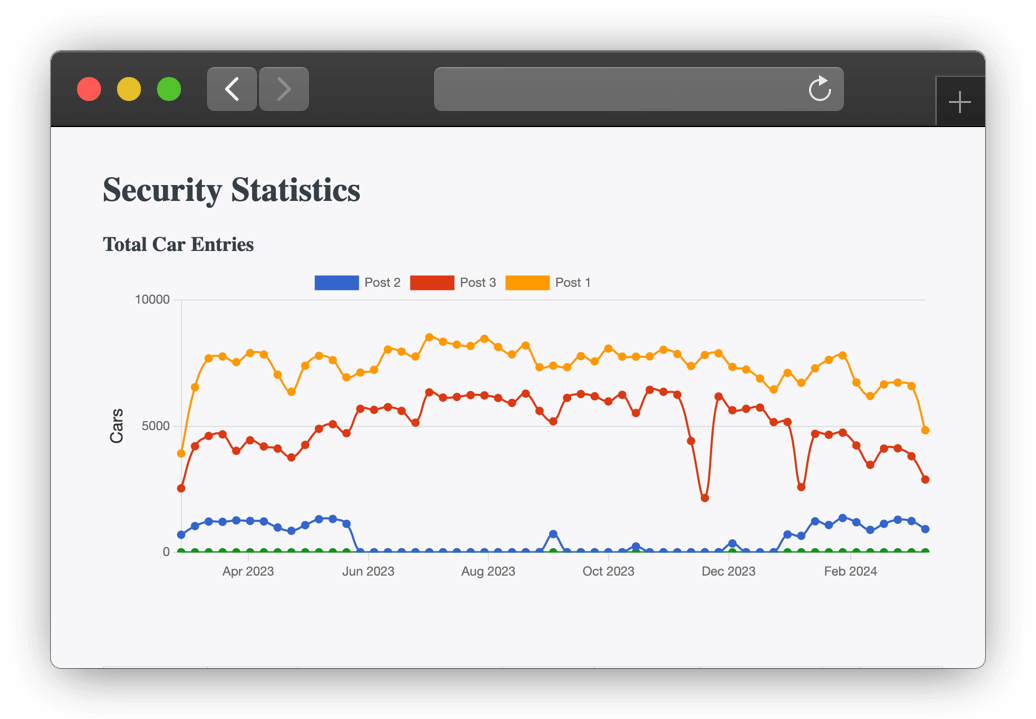 Security Statistics
Total Car Entries
Post 2 Post 3 Post 1
10000
Cars
5000
0
Apr 2023 Jun 2023 Aug 2023 Oct 2023 Dec 2023 Feb 2024